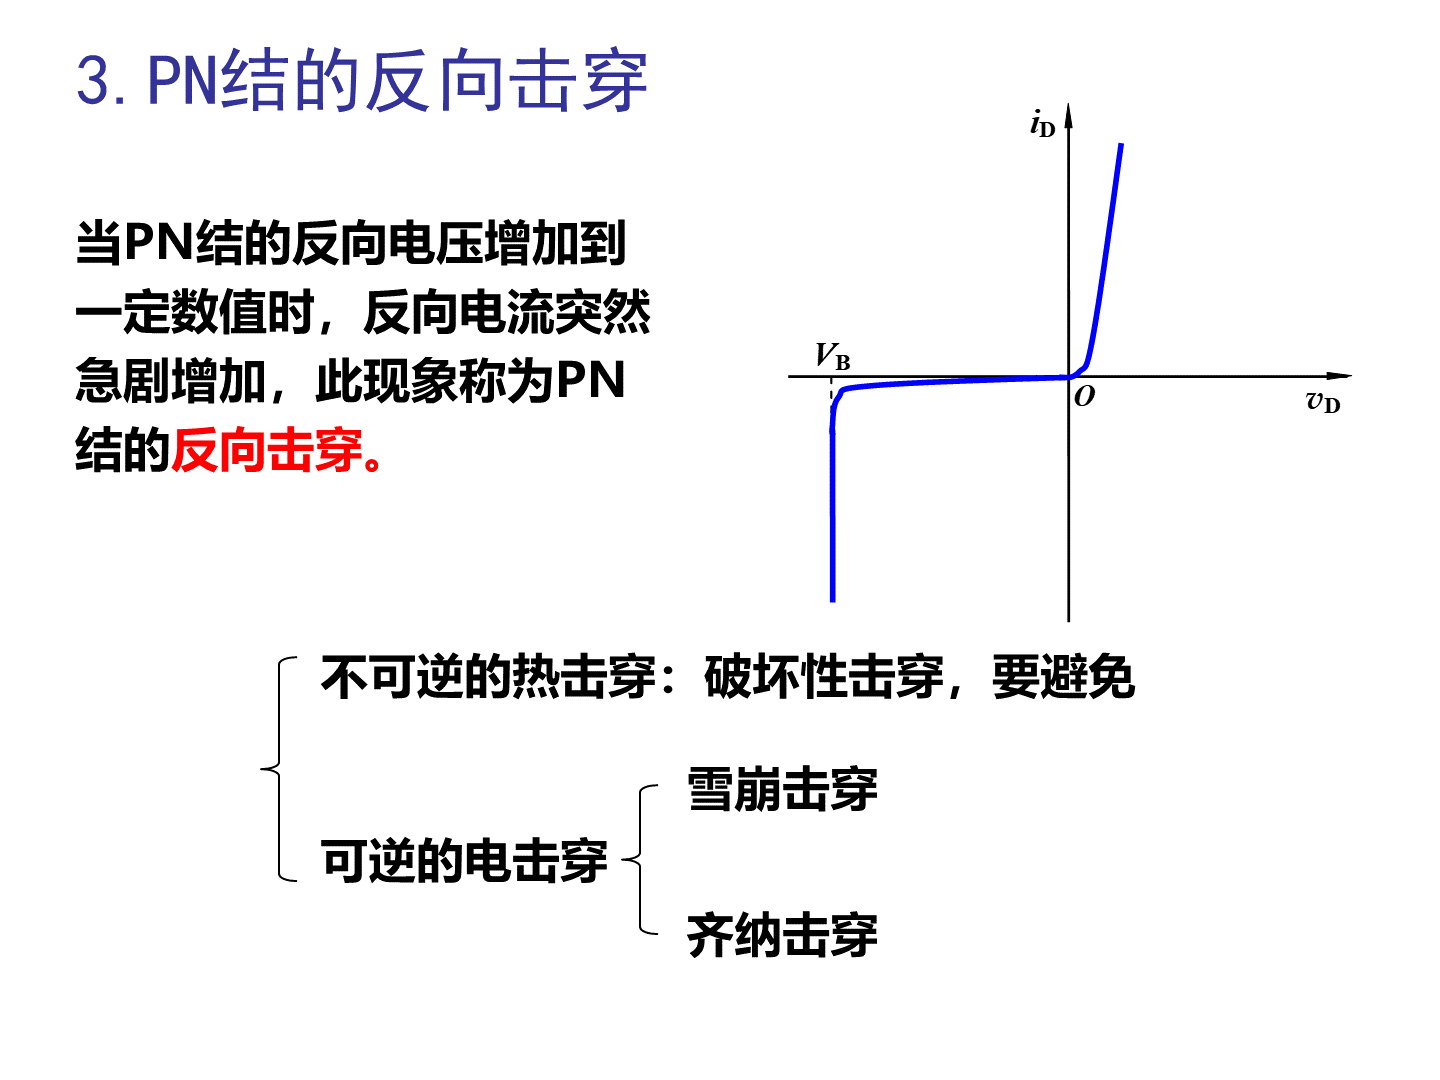 3.PN结的反向击穿
当PN结的反向电压增加到
一定数值时，反向电流突然
急剧增加，此现象称为PN
结的反向击穿。
iD
VB
O
vD
不可逆的热击穿：破坏性击穿，要避免
雪崩击穿
可逆的电击穿
齐纳击穿